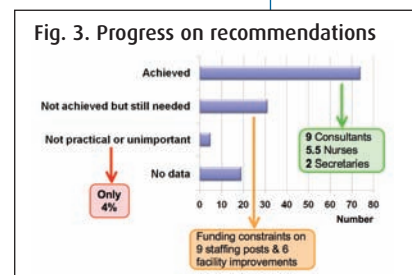 Fig. 3. Progress on recommendations
Achieved
Not achieved but still needed
Not practical or unimportant
No data
9 Consultants
5.5 Nurses
2 Secretaries
Only
4%
0 10 20 30 40 50 60 70 80
Number
Funding constraints on
9 staffing posts & 6
facility improvements